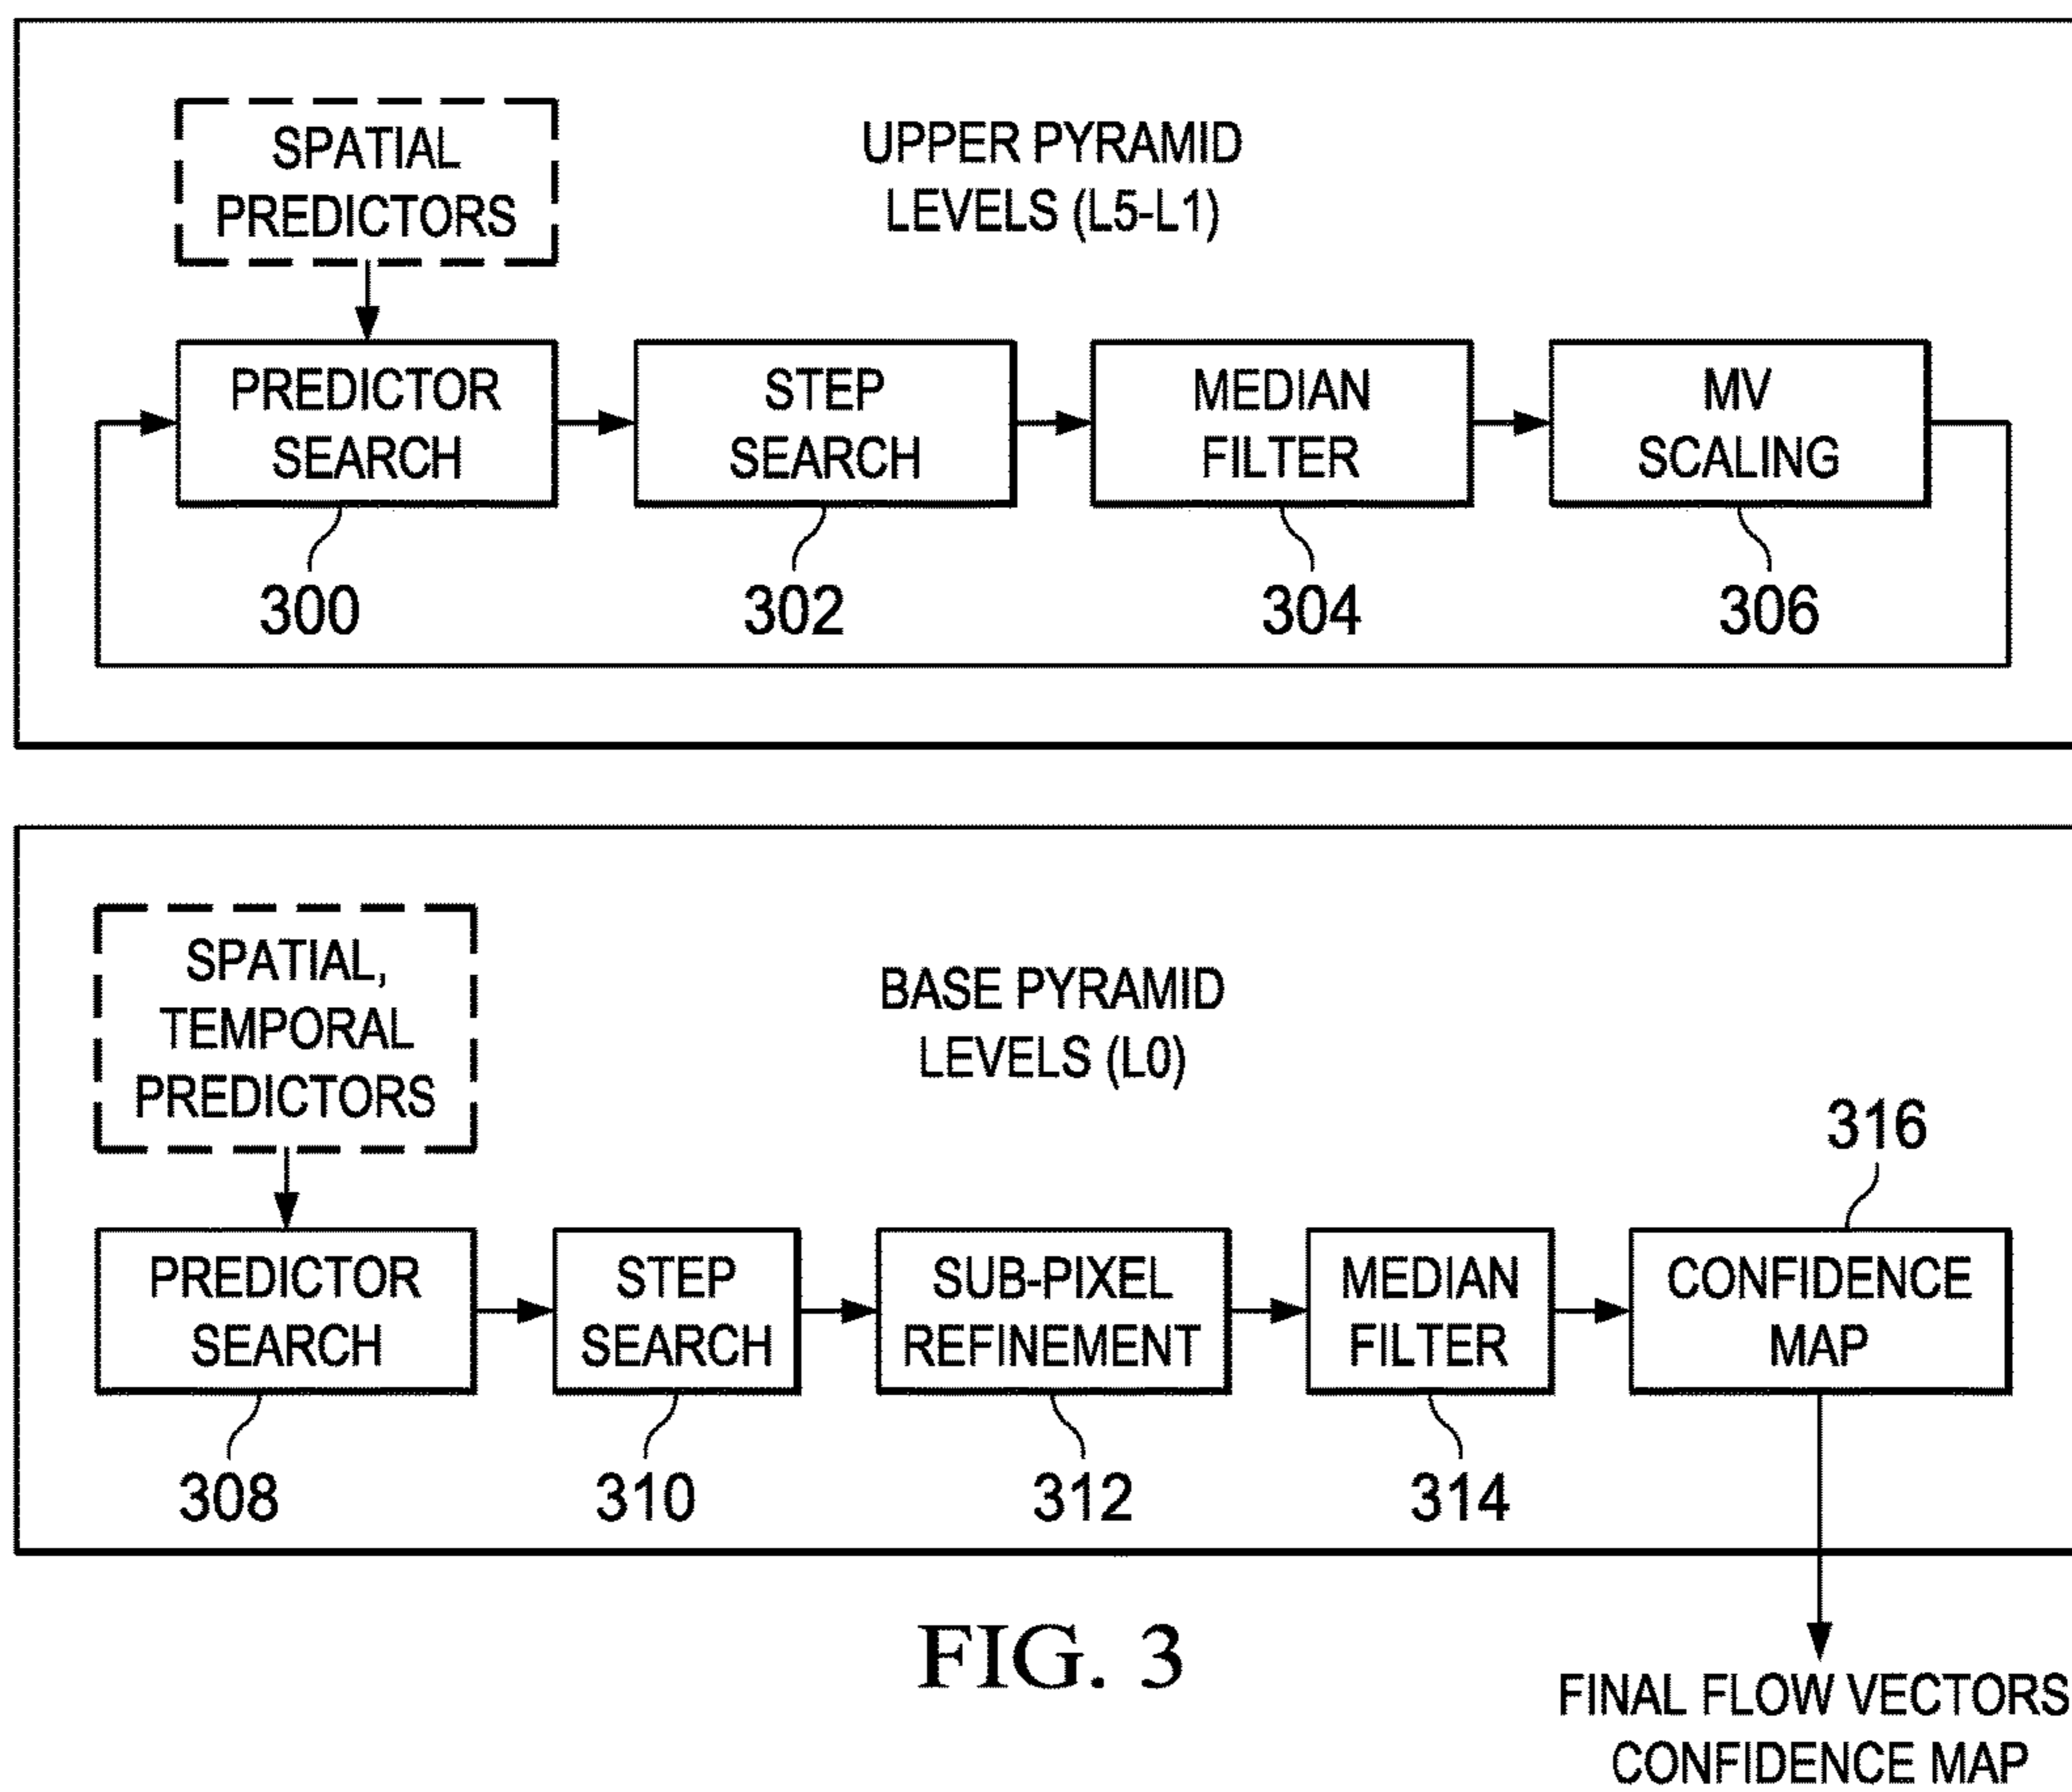 SPATIAL
PREDICTORS
UPPER PYRAMID
LEVELS (L5-L1)
PREDICTOR
SEARCH
STEP
SEARCH
MEDIAN
FILTER
MV
SCALING
300
302
304
306
SPATIAL,
TEMPORAL
PREDICTORS
BASE PYRAMID
LEVELS (L0)
316
PREDICTOR
SEARCH
STEP
SEARCH
SUB-PIXEL
REFINEMENT
MEDIAN
FILTER
CONFIDENCE
MAP
308
310
312
314
FIG. 3
FINAL FLOW VECTORS
CONFIDENCE MAP